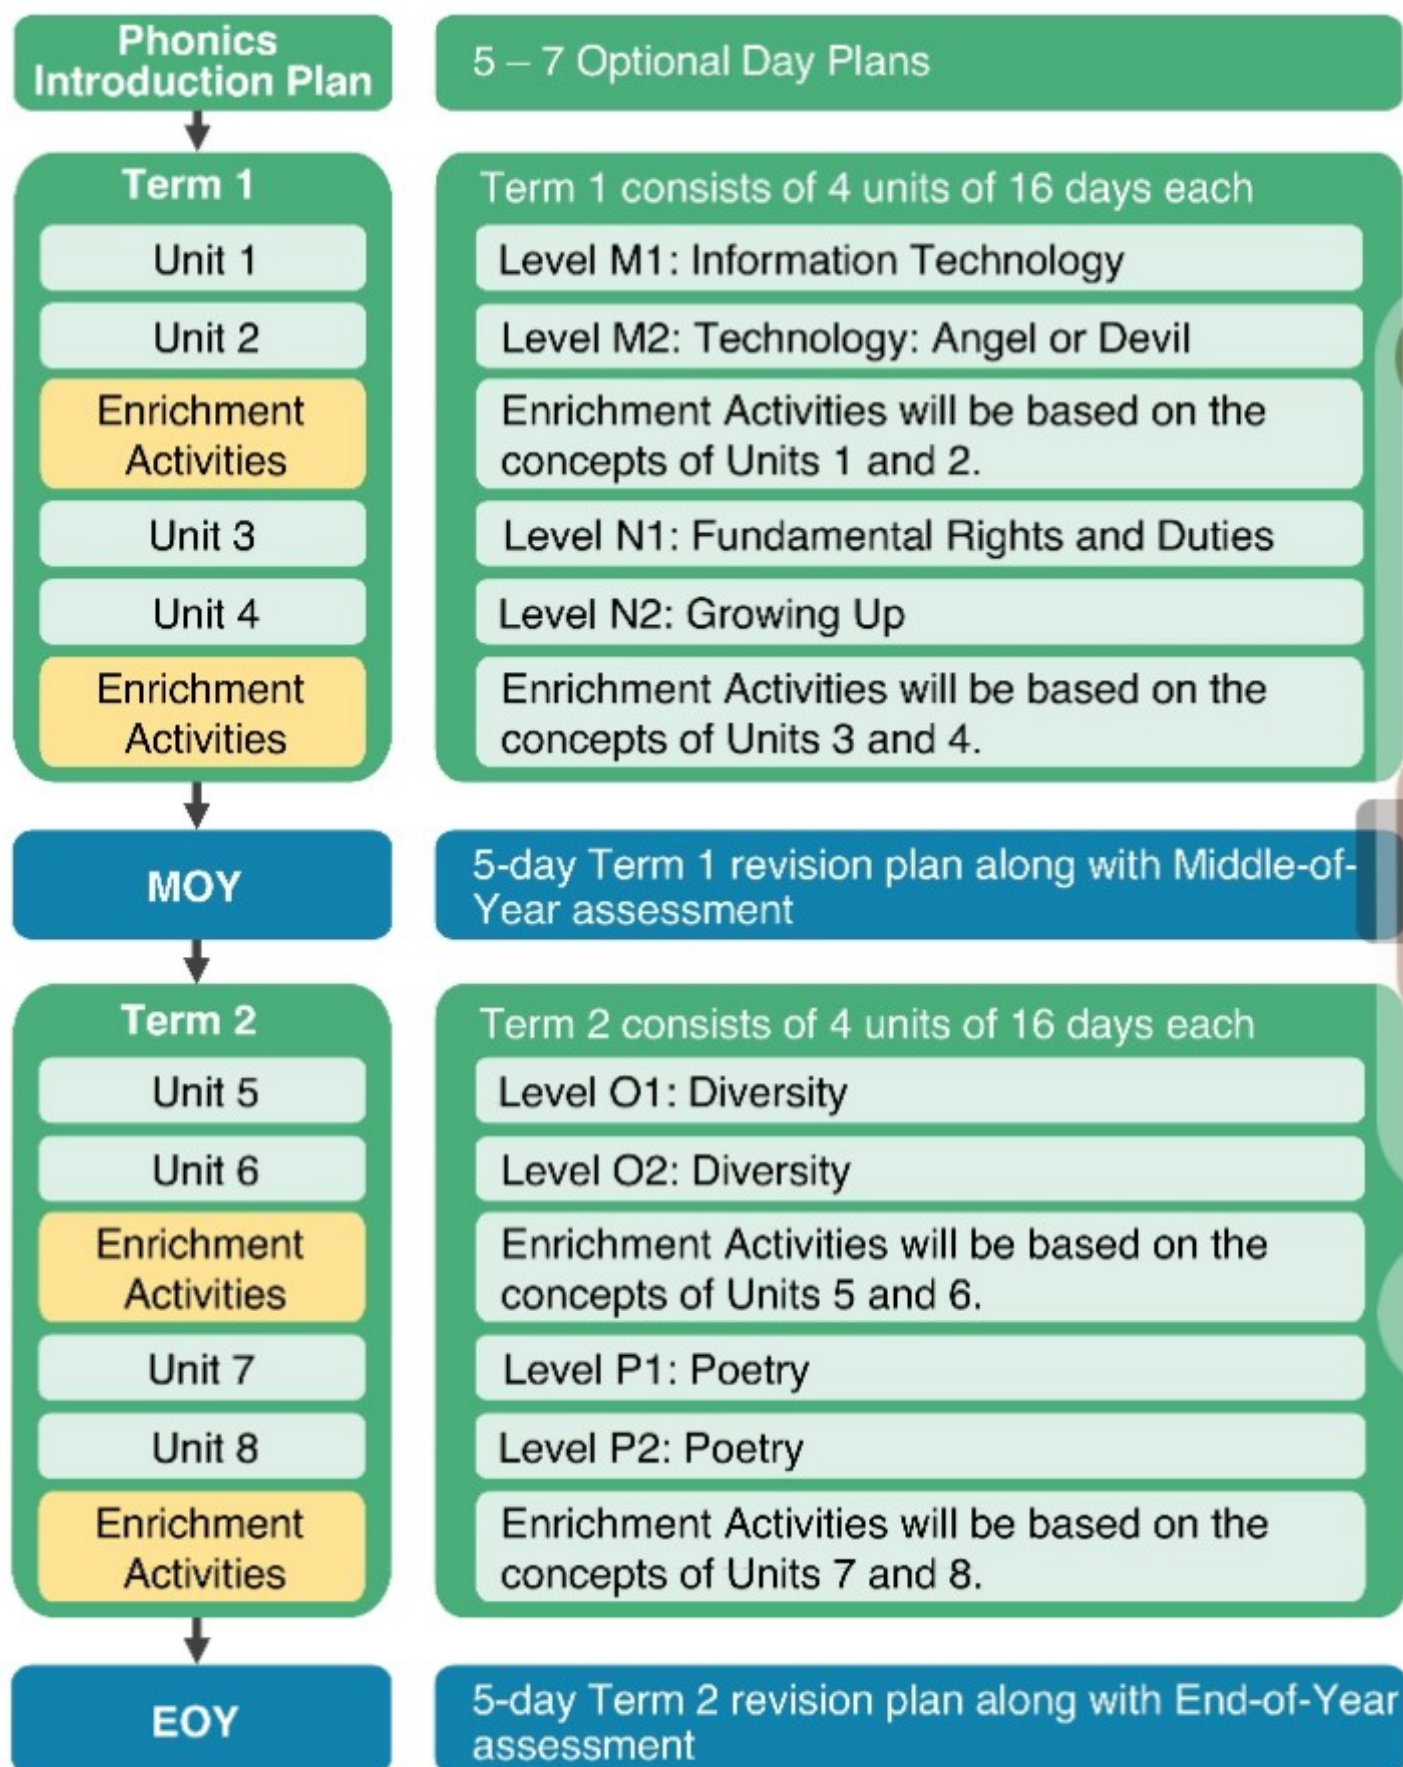 Phonics
Introduction Plan
5 – 7 Optional Day Plans
Term 1
Term 1 consists of 4 units of 16 days each
Unit 1
Level M1: Information Technology
Unit 2
Level M2: Technology: Angel or Devil
Enrichment
Activities
Enrichment Activities will be based on the
concepts of Units 1 and 2.
Unit 3
Level N1: Fundamental Rights and Duties
Unit 4
Level N2: Growing Up
Enrichment
Activities
Enrichment Activities will be based on the
concepts of Units 3 and 4.
MOY
5-day Term 1 revision plan along with Middle-of-
Year assessment
Term 2
Term 2 consists of 4 units of 16 days each
Unit 5
Level O1: Diversity
Unit 6
Level O2: Diversity
Enrichment
Activities
Enrichment Activities will be based on the
concepts of Units 5 and 6.
Unit 7
Level P1: Poetry
Unit 8
Level P2: Poetry
Enrichment
Activities
Enrichment Activities will be based on the
concepts of Units 7 and 8.
EOY
5-day Term 2 revision plan along with End-of-Year
assessment